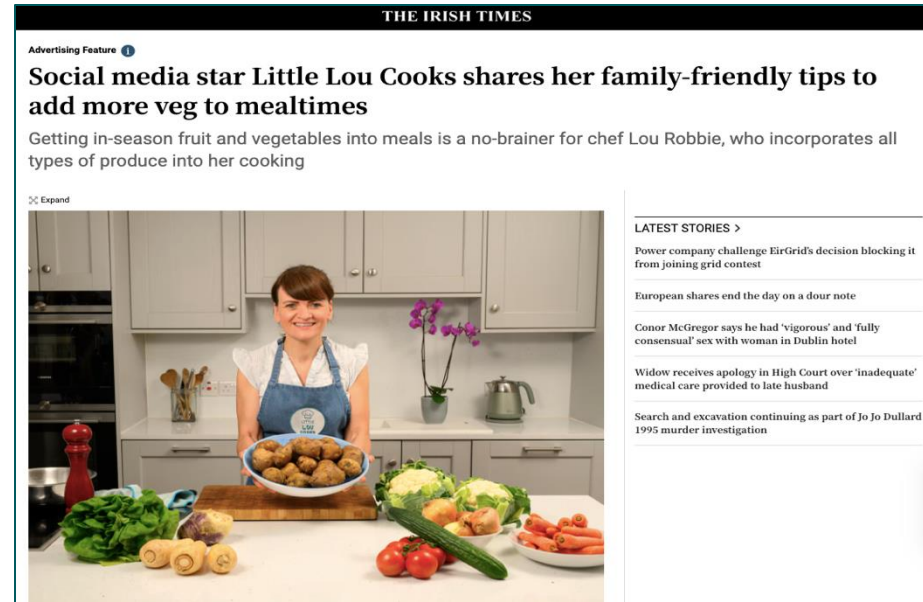 THE IRISH TIMES
Advertising Feature i
Social media star Little Lou Cooks shares her family-friendly tips to
add more veg to mealtimes
Getting in-season fruit and vegetables into meals is a no-brainer for chef Lou Robbie, who incorporates all
types of produce into her cooking
Expand
LITTLE
LOU
COOKS
LATEST STORIES >
Power company challenge EirGrid's decision blocking it
from joining grid contest
European shares end the day on a dour note
Conor McGregor says he had 'vigorous' and 'fully
consensual' sex with woman in Dublin hotel
Widow receives apology in High Court over 'inadequate'
medical care provided to late husband
Search and excavation continuing as part of Jo Jo Dullard
1995 murder investigation